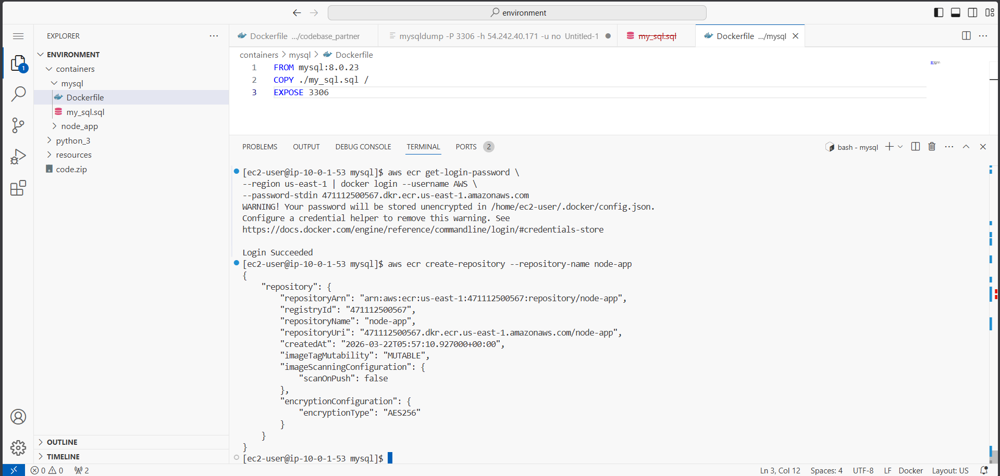 environment
EXPLORER
ENVIRONMENT
containers
mysql
Dockerfile
my_sql.sql
node_app
python_3
resources
code.zip
OUTLINE
TIMELINE
1
Dockerfile .../codebase_partner
mysqldump -P 3306 -h 54.242.40.171 -u no Untitled-1
my_sql.sql
Dockerfile .../mysql
containers > mysql > Dockerfile
1 FROM mysql:8.0.23
2 COPY ./my_sql.sql /
3 EXPOSE 3306
PROBLEMS OUTPUT DEBUG CONSOLE TERMINAL PORTS 2
bash - mysql
[ec2-user@ip-10-0-1-53 mysql]$ aws ecr get-login-password \
--region us-east-1 | docker login --username AWS \
--password-stdin 471112500567.dkr.ecr.us-east-1.amazonaws.com
WARNING! Your password will be stored unencrypted in /home/ec2-user/.docker/config.json.
Configure a credential helper to remove this warning. See
https://docs.docker.com/engine/reference/commandline/login/#credentials-store
Login Succeeded
[ec2-user@ip-10-0-1-53 mysql]$ aws ecr create-repository --repository-name node-app
{
    "repository": {
        "repositoryArn": "arn:aws:ecr:us-east-1:471112500567:repository/node-app",
        "registryId": "471112500567",
        "repositoryName": "node-app",
        "repositoryUri": "471112500567.dkr.ecr.us-east-1.amazonaws.com/node-app",
        "createdAt": "2026-03-22T05:57:10.927000+00:00",
        "imageTagMutability": "MUTABLE",
        "imageScanningConfiguration": {
            "scanOnPush": false
        },
        "encryptionConfiguration": {
            "encryptionType": "AES256"
        }
    }
}
[ec2-user@ip-10-0-1-53 mysql]$
0 0 2
Ln 3, Col 12 Spaces: 4 UTF-8 LF Docker Layout: US